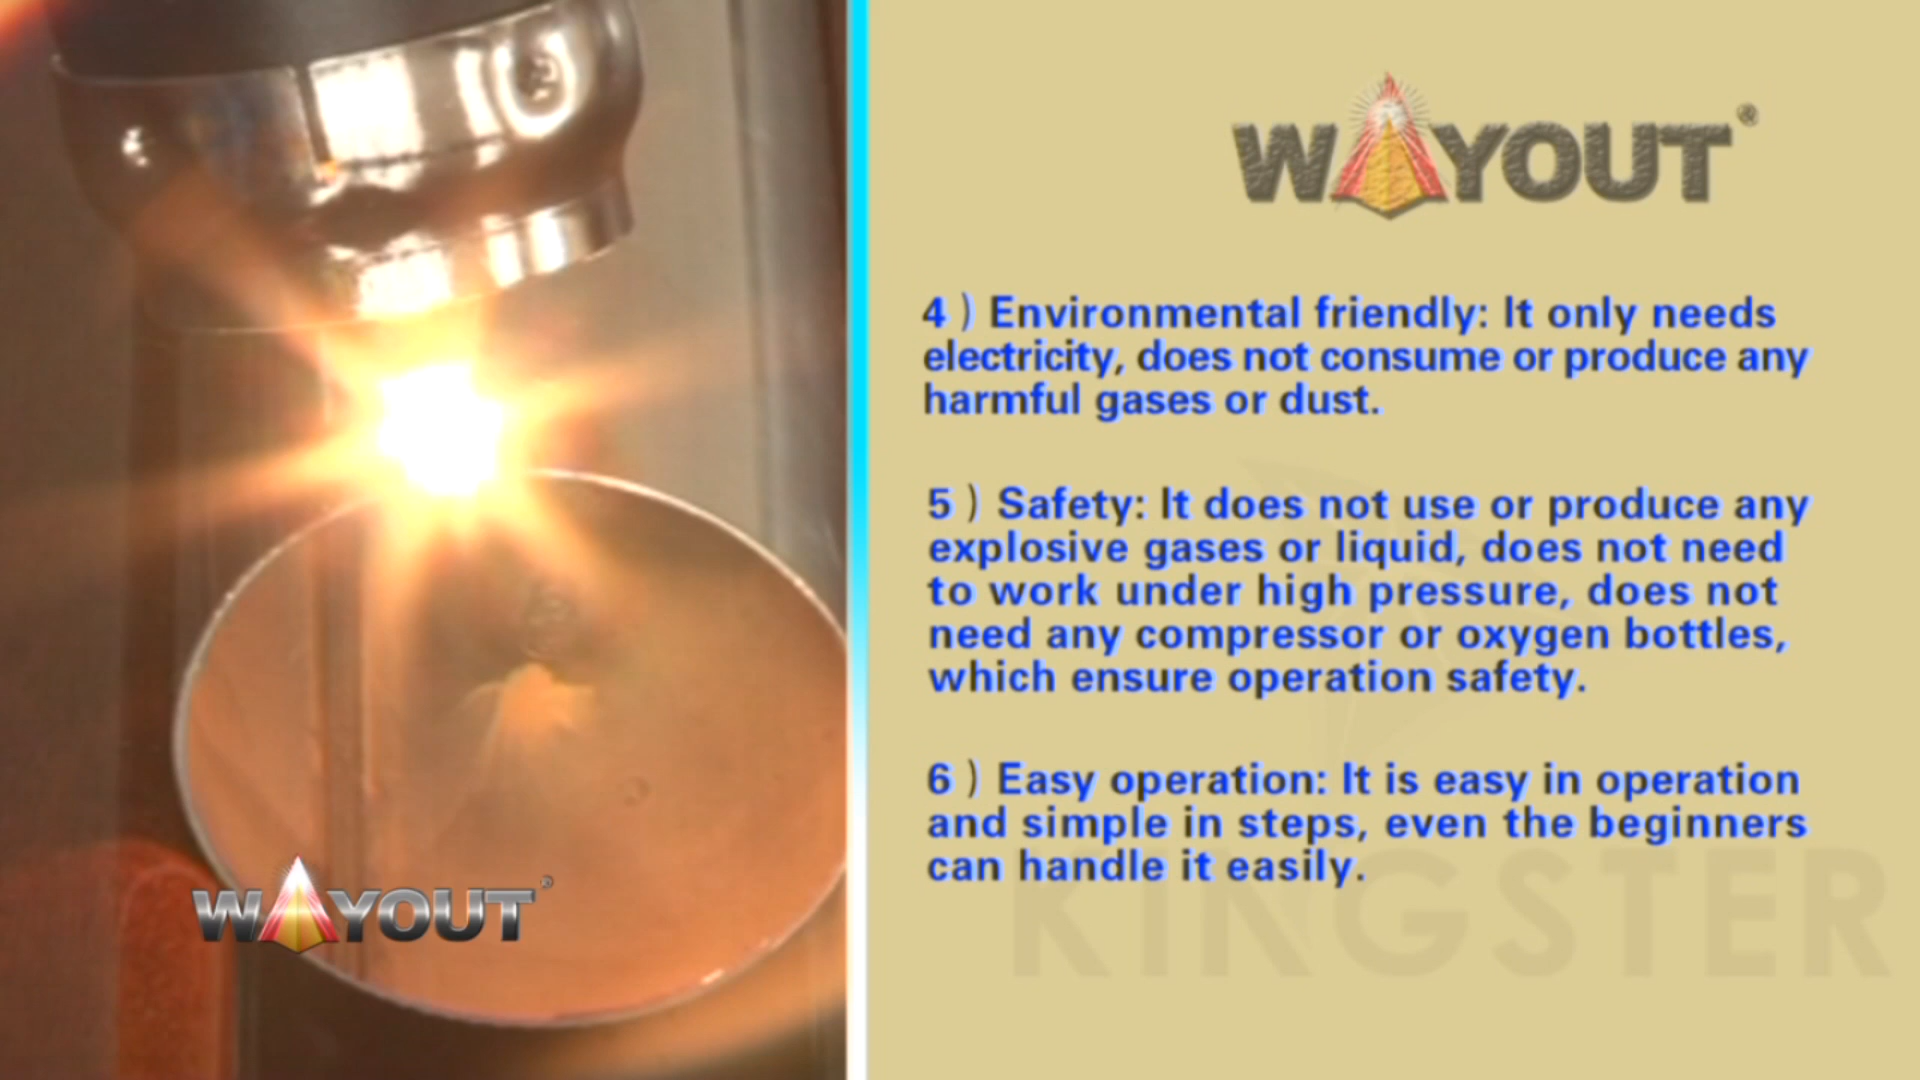 WAYOUT®
4 ) Environmental friendly: It only needs
electricity, does not consume or produce any
harmful gases or dust.
5 ) Safety: It does not use or produce any
explosive gases or liquid, does not need
to work under high pressure, does not
need any compressor or oxygen bottles,
which ensure operation safety.
6 ) Easy operation: It is easy in operation
and simple in steps, even the beginners
can handle it easily.
KINGSTER
WAYOUT®